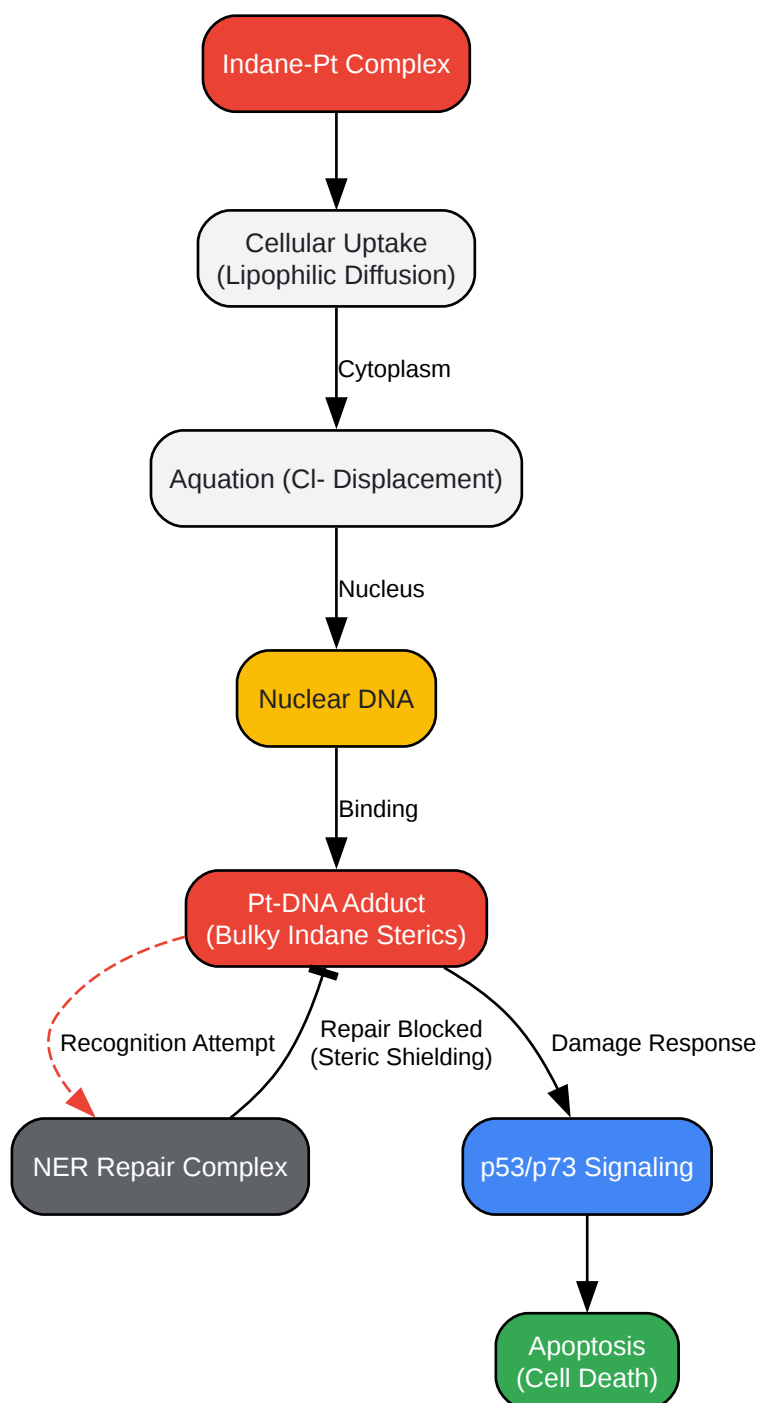 Indane-Pt Complex
Cellular Uptake
(Lipophilic Diffusion)
Cytoplasm
Aquation (Cl- Displacement)
Nucleus
Nuclear DNA
Binding
Pt-DNA Adduct
(Bulky Indane Sterics)
Recognition Attempt
Repair Blocked
(Steric Shielding)
Damage Response
NER Repair Complex
p53/p73 Signaling
Apoptosis
(Cell Death)